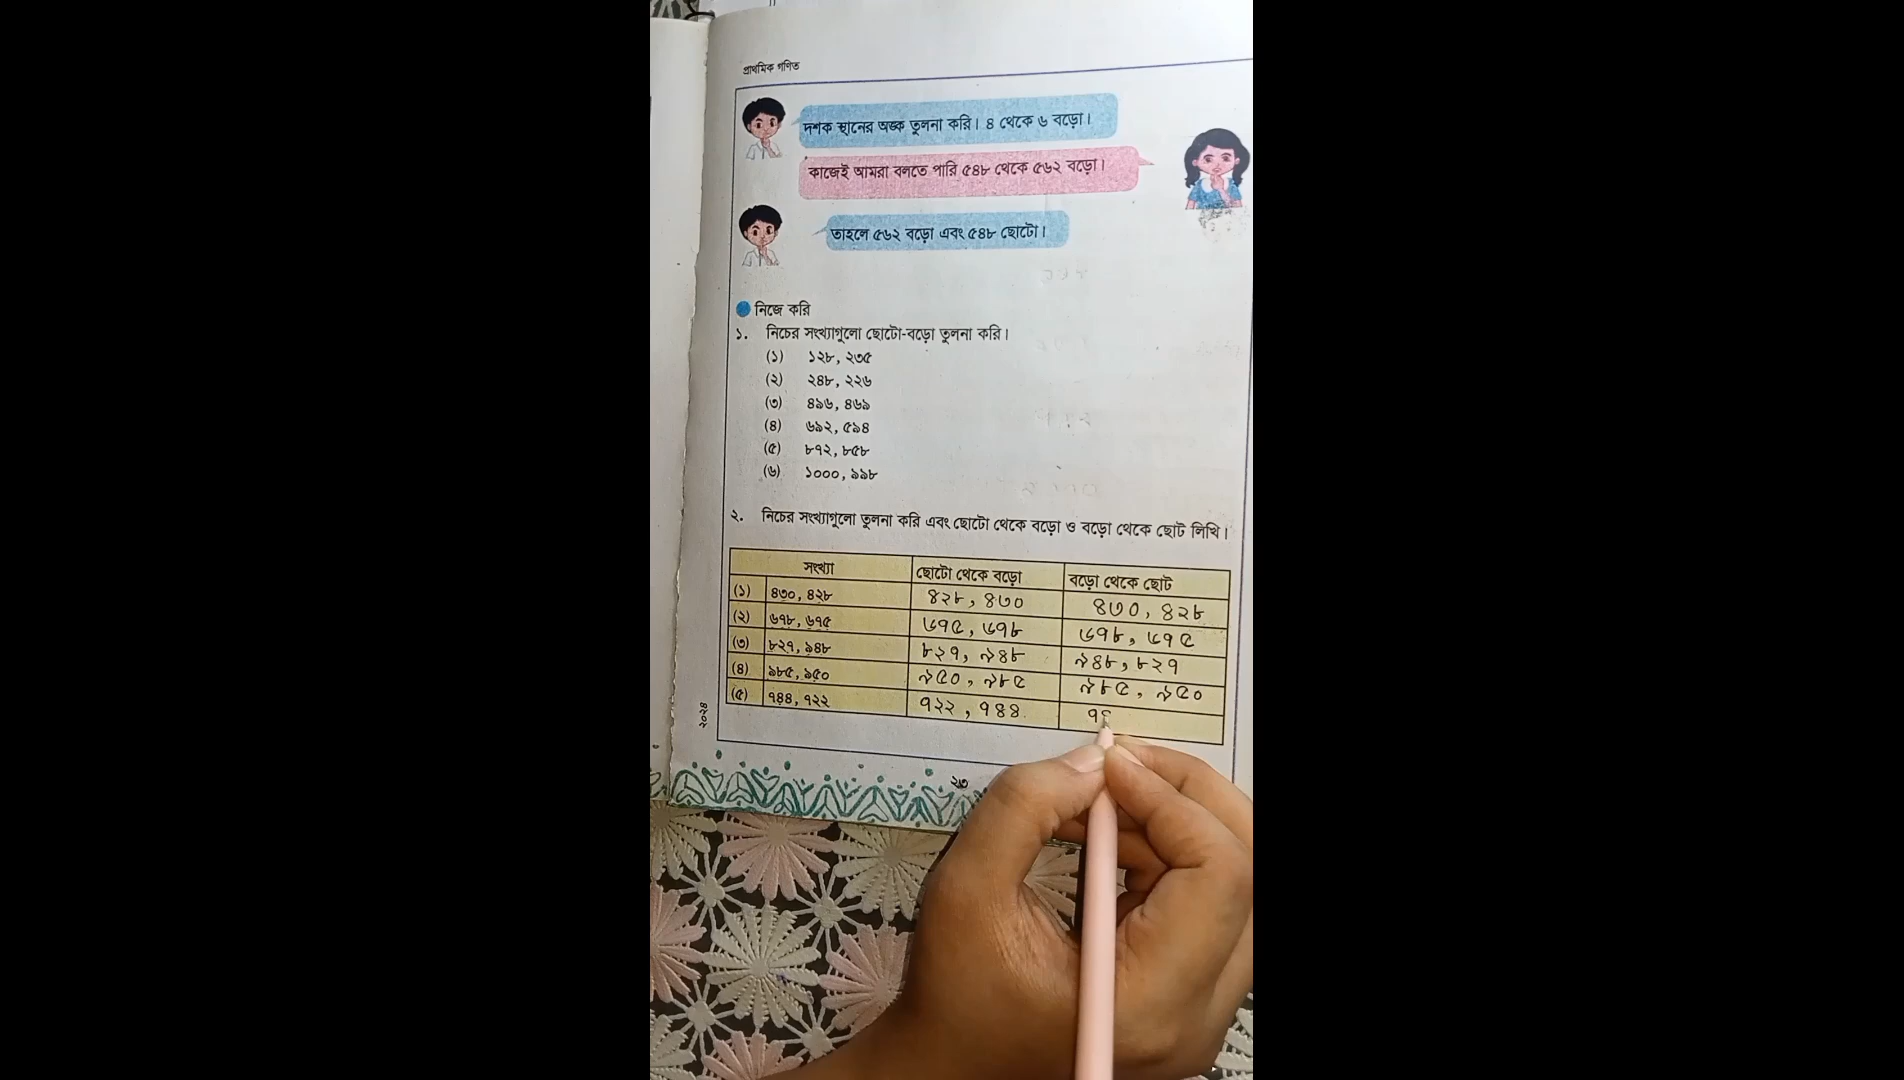 প্রাথমিক গণিত
দশক স্থানের অঙ্ক তুলনা করি। ৪ থেকে ৬ বড়ো।
কাজেই আমরা বলতে পারি ৫৪৮ থেকে ৫৬২ বড়ো।
তাহলে ৫৬২ বড়ো এবং ৫৪৮ ছোটো।
নিজে করি
১. নিচের সংখ্যাগুলো ছোটো-বড়ো তুলনা করি।
(১) ১২৮, ২৩৫
(২) ২৪৮, ২২৬
(৩) ৪৯৬, ৪৬৯
(৪) ৬৯২, ৫৯৪
(৫) ৮৭২, ৮৫৮
(৬) ১০০০, ৯৯৮
২. নিচের সংখ্যাগুলো তুলনা করি এবং ছোটো থেকে বড়ো ও বড়ো থেকে ছোট লিখি।
সংখ্যা ছোটো থেকে বড়ো বড়ো থেকে ছোট
(১) ৪৩০, ৪২৮ ৪২৮, ৪৩০ ৪৩০, ৪২৮
(২) ৬৭৮, ৬৭৫ ৬৭৫, ৬৭৮ ৬৭৮, ৬৭৫
(৩) ৮২৭, ৯৪৮ ৮২৭, ৯৪৮ ৯৪৮, ৮২৭
(৪) ৯৮৫, ৯৫০ ৯৫০, ৯৮৫ ৯৮৫, ৯৫০
(৫) ৭৪৪, ৭২২ ৭২২, ৭৪৪ ৭
২০২৪
২৩